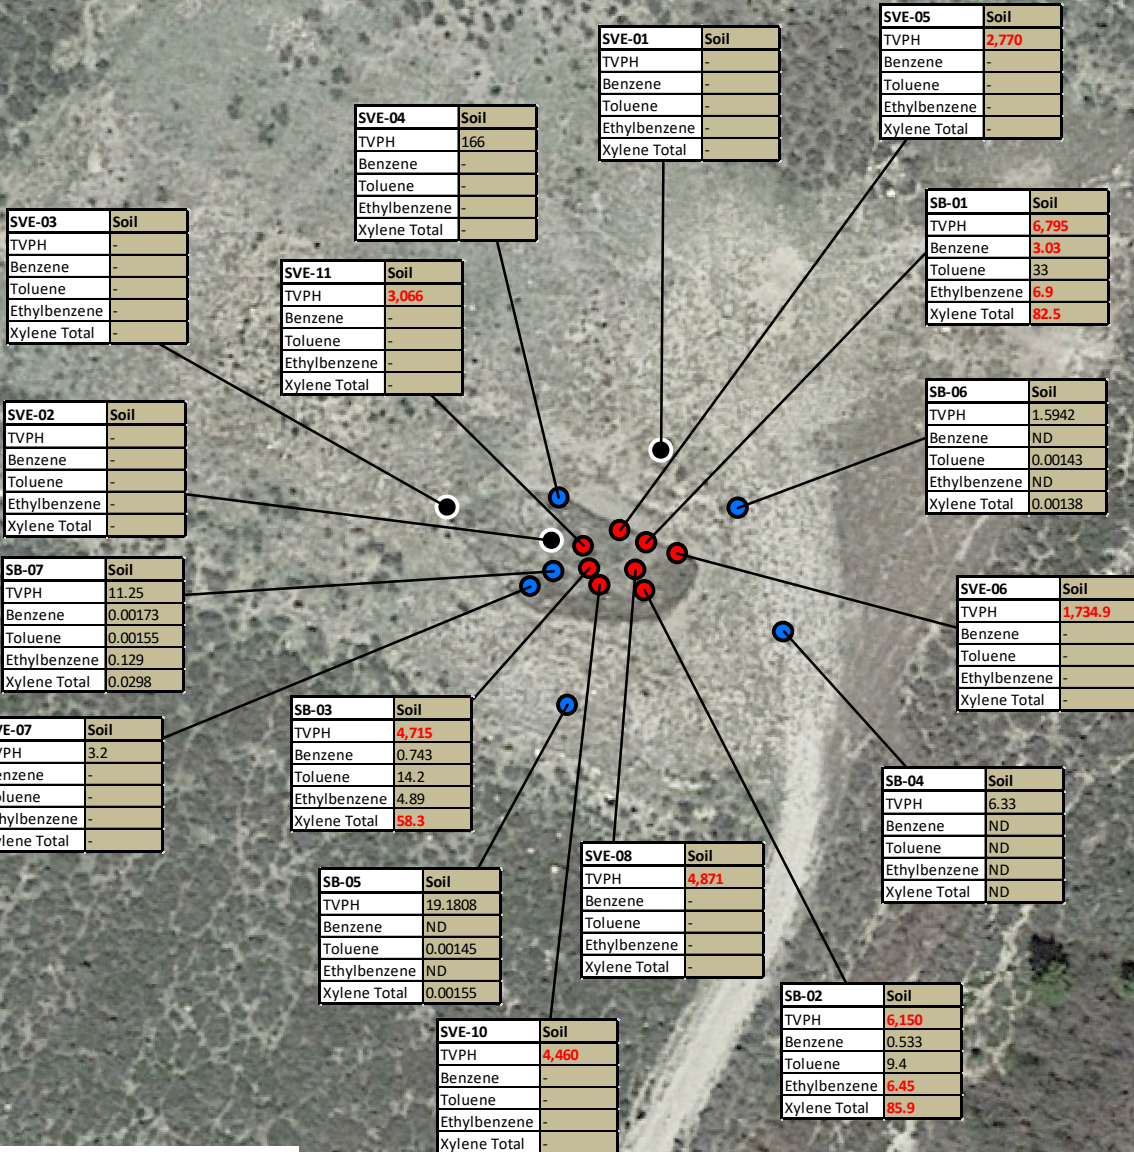 SVE-05 Soil
TVPH 2,770
Benzene -
Toluene -
Ethylbenzene -
Xylene Total -
SVE-01 Soil
TVPH -
Benzene -
Toluene -
Ethylbenzene -
Xylene Total -
SVE-04 Soil
TVPH 166
Benzene -
Toluene -
Ethylbenzene -
Xylene Total -
SB-01 Soil
TVPH 6,795
Benzene 3.03
Toluene 33
Ethylbenzene 6.9
Xylene Total 82.5
SVE-03 Soil
TVPH -
Benzene -
Toluene -
Ethylbenzene -
Xylene Total -
SVE-11 Soil
TVPH 3,066
Benzene -
Toluene -
Ethylbenzene -
Xylene Total -
SB-06 Soil
TVPH 1.5942
Benzene ND
Toluene 0.00143
Ethylbenzene ND
Xylene Total 0.00138
SVE-02 Soil
TVPH -
Benzene -
Toluene -
Ethylbenzene -
Xylene Total -
SB-07 Soil
TVPH 11.25
Benzene 0.00173
Toluene 0.00155
Ethylbenzene 0.129
Xylene Total 0.0298
SVE-06 Soil
TVPH 1,734.9
Benzene -
Toluene -
Ethylbenzene -
Xylene Total -
VE-07 Soil
VPH 3.2
enzene -
oluene -
thylbenzene -
ylene Total -
SB-03 Soil
TVPH 4,715
Benzene 0.743
Toluene 14.2
Ethylbenzene 4.89
Xylene Total 58.3
SB-04 Soil
TVPH 6.33
Benzene ND
Toluene ND
Ethylbenzene ND
Xylene Total ND
SVE-08 Soil
TVPH 4,871
Benzene -
Toluene -
Ethylbenzene -
Xylene Total -
SB-05 Soil
TVPH 19.1808
Benzene ND
Toluene 0.00145
Ethylbenzene ND
Xylene Total 0.00155
SB-02 Soil
TVPH 6,150
Benzene 0.533
Toluene 9.4
Ethylbenzene 6.45
Xylene Total 85.9
SVE-10 Soil
TVPH 4,460
Benzene -
Toluene -
Ethylbenzene -
Xylene Total -